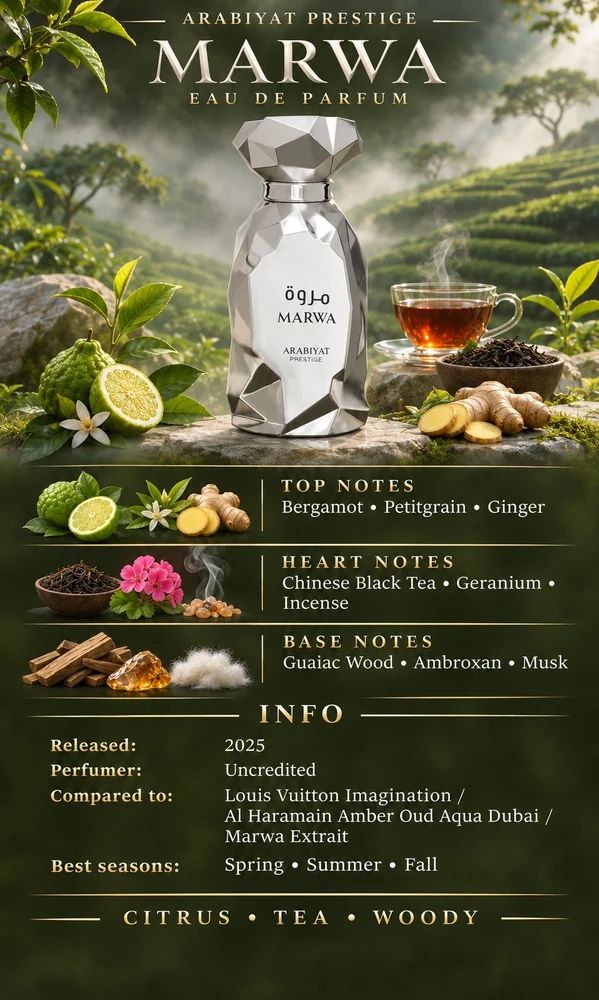 ARABIYAT PRESTIGE
MARWA
EAU DE PARFUM
مروة
MARWA
ARABIYAT
PRESTIGE
TOP NOTES
Bergamot • Petitgrain • Ginger
HEART NOTES
Chinese Black Tea • Geranium •
Incense
BASE NOTES
Guaiac Wood • Ambroxan • Musk
INFO
Released: 2025
Perfumer: Uncredited
Compared to: Louis Vuitton Imagination /
Al Haramain Amber Oud Aqua Dubai /
Marwa Extrait
Best seasons: Spring • Summer • Fall
CITRUS • TEA • WOODY